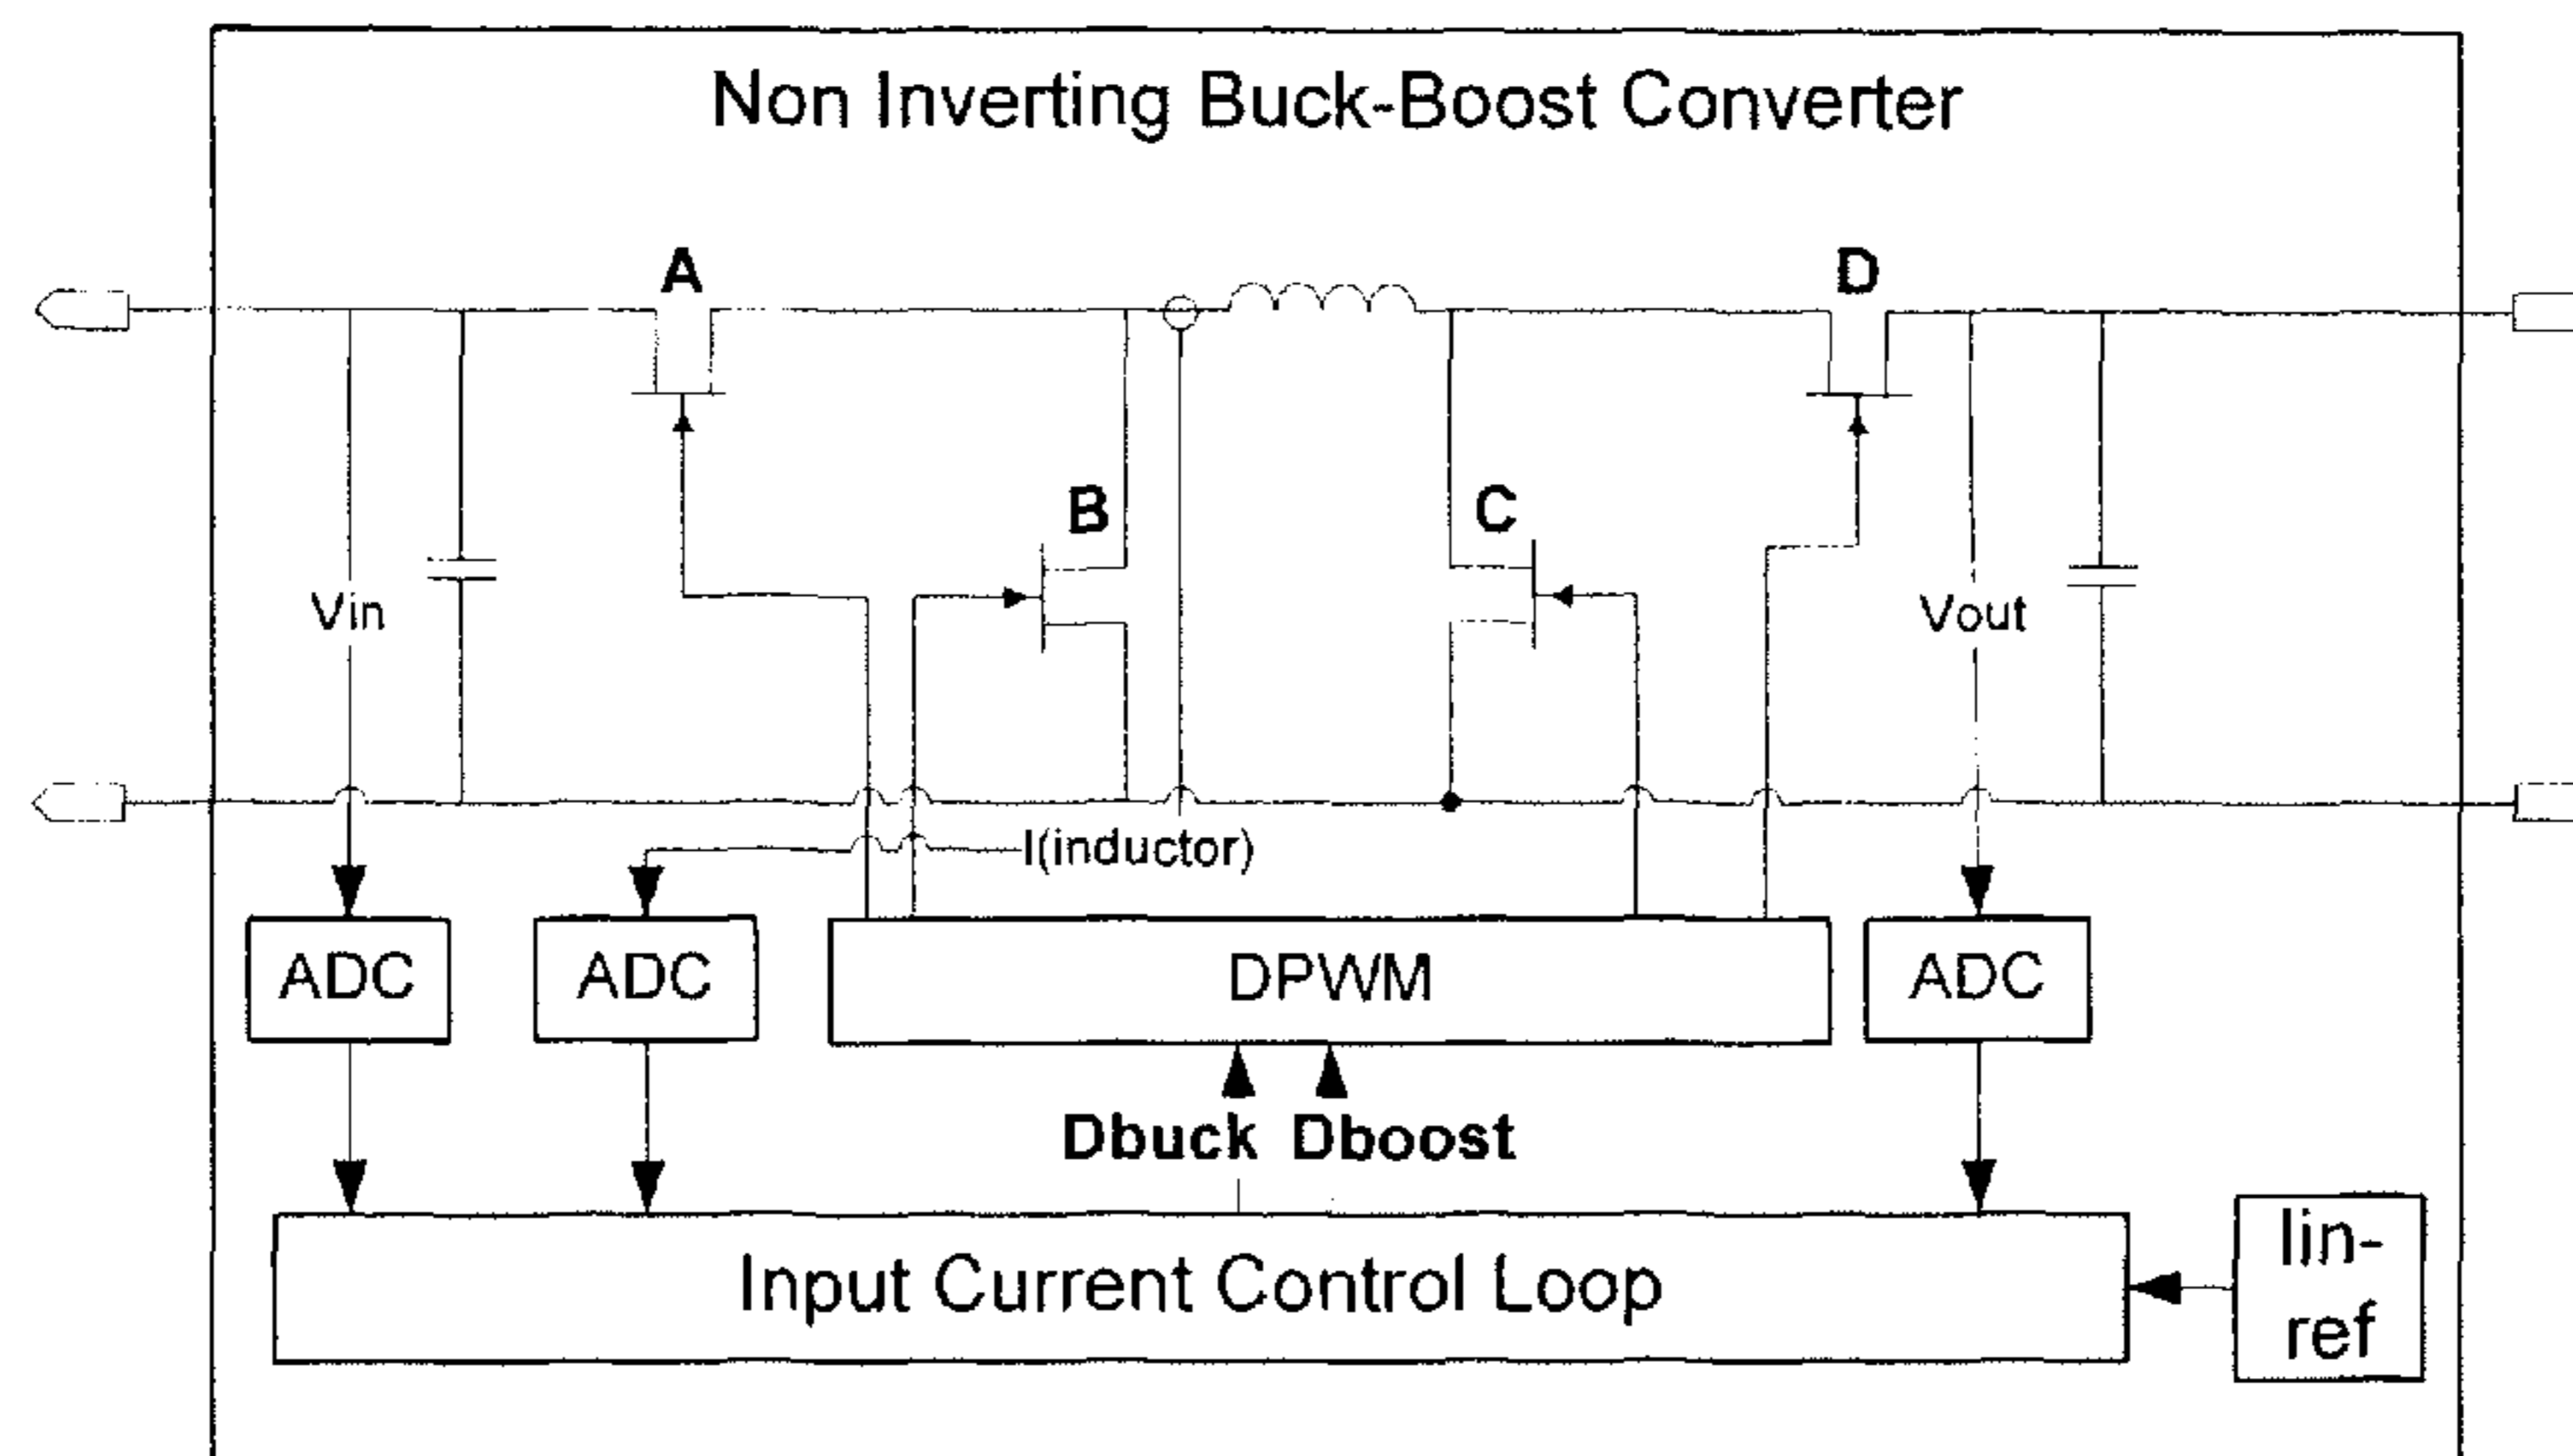 Non Inverting Buck-Boost Converter
A
D
B
C
Vin
Vout
I(inductor)
ADC
ADC
DPWM
ADC
Dbuck Dboost
Input Current Control Loop
Iin-
ref